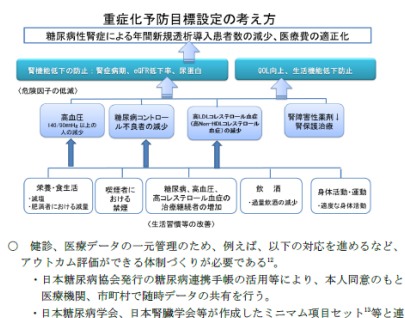 重症化予防目標設定の考え方
糖尿病性腎症による年間新規透析導入患者数の減少、医療費の適正化
腎機能低下の防止:腎症病期、eGFR低下率、尿蛋白
QOL向上、生活機能低下防止
(危険因子の低減)
高血圧
140/90mmHg以上の
人の減少
糖尿病コントロー
ル不良者の減少
高LDLコレステロール血症
(高Non-HDLコレステロール
血症)の減少
腎障害性薬剤↓
腎保護治療
栄養・食生活
・減塩
・肥満者における減量
喫煙者に
おける
禁煙
糖尿病、高血圧、
高コレステロール血症の
治療継続者の増加
飲 酒
・過量飲酒の減少
身体活動・運動
・適度な身体活動
(生活習慣等の改善)
○ 健診、医療データの一元管理のため、例えば、以下の対応を進めるなど、
アウトカム評価ができる体制づくりが必要である¹²。
・日本糖尿病協会発行の糖尿病連携手帳の活用等により、本人同意のもと
医療機関、市町村で随時データの共有を行う。
・日本糖尿病学会、日本腎臓学会等が作成したミニマム項目セット¹³等と連